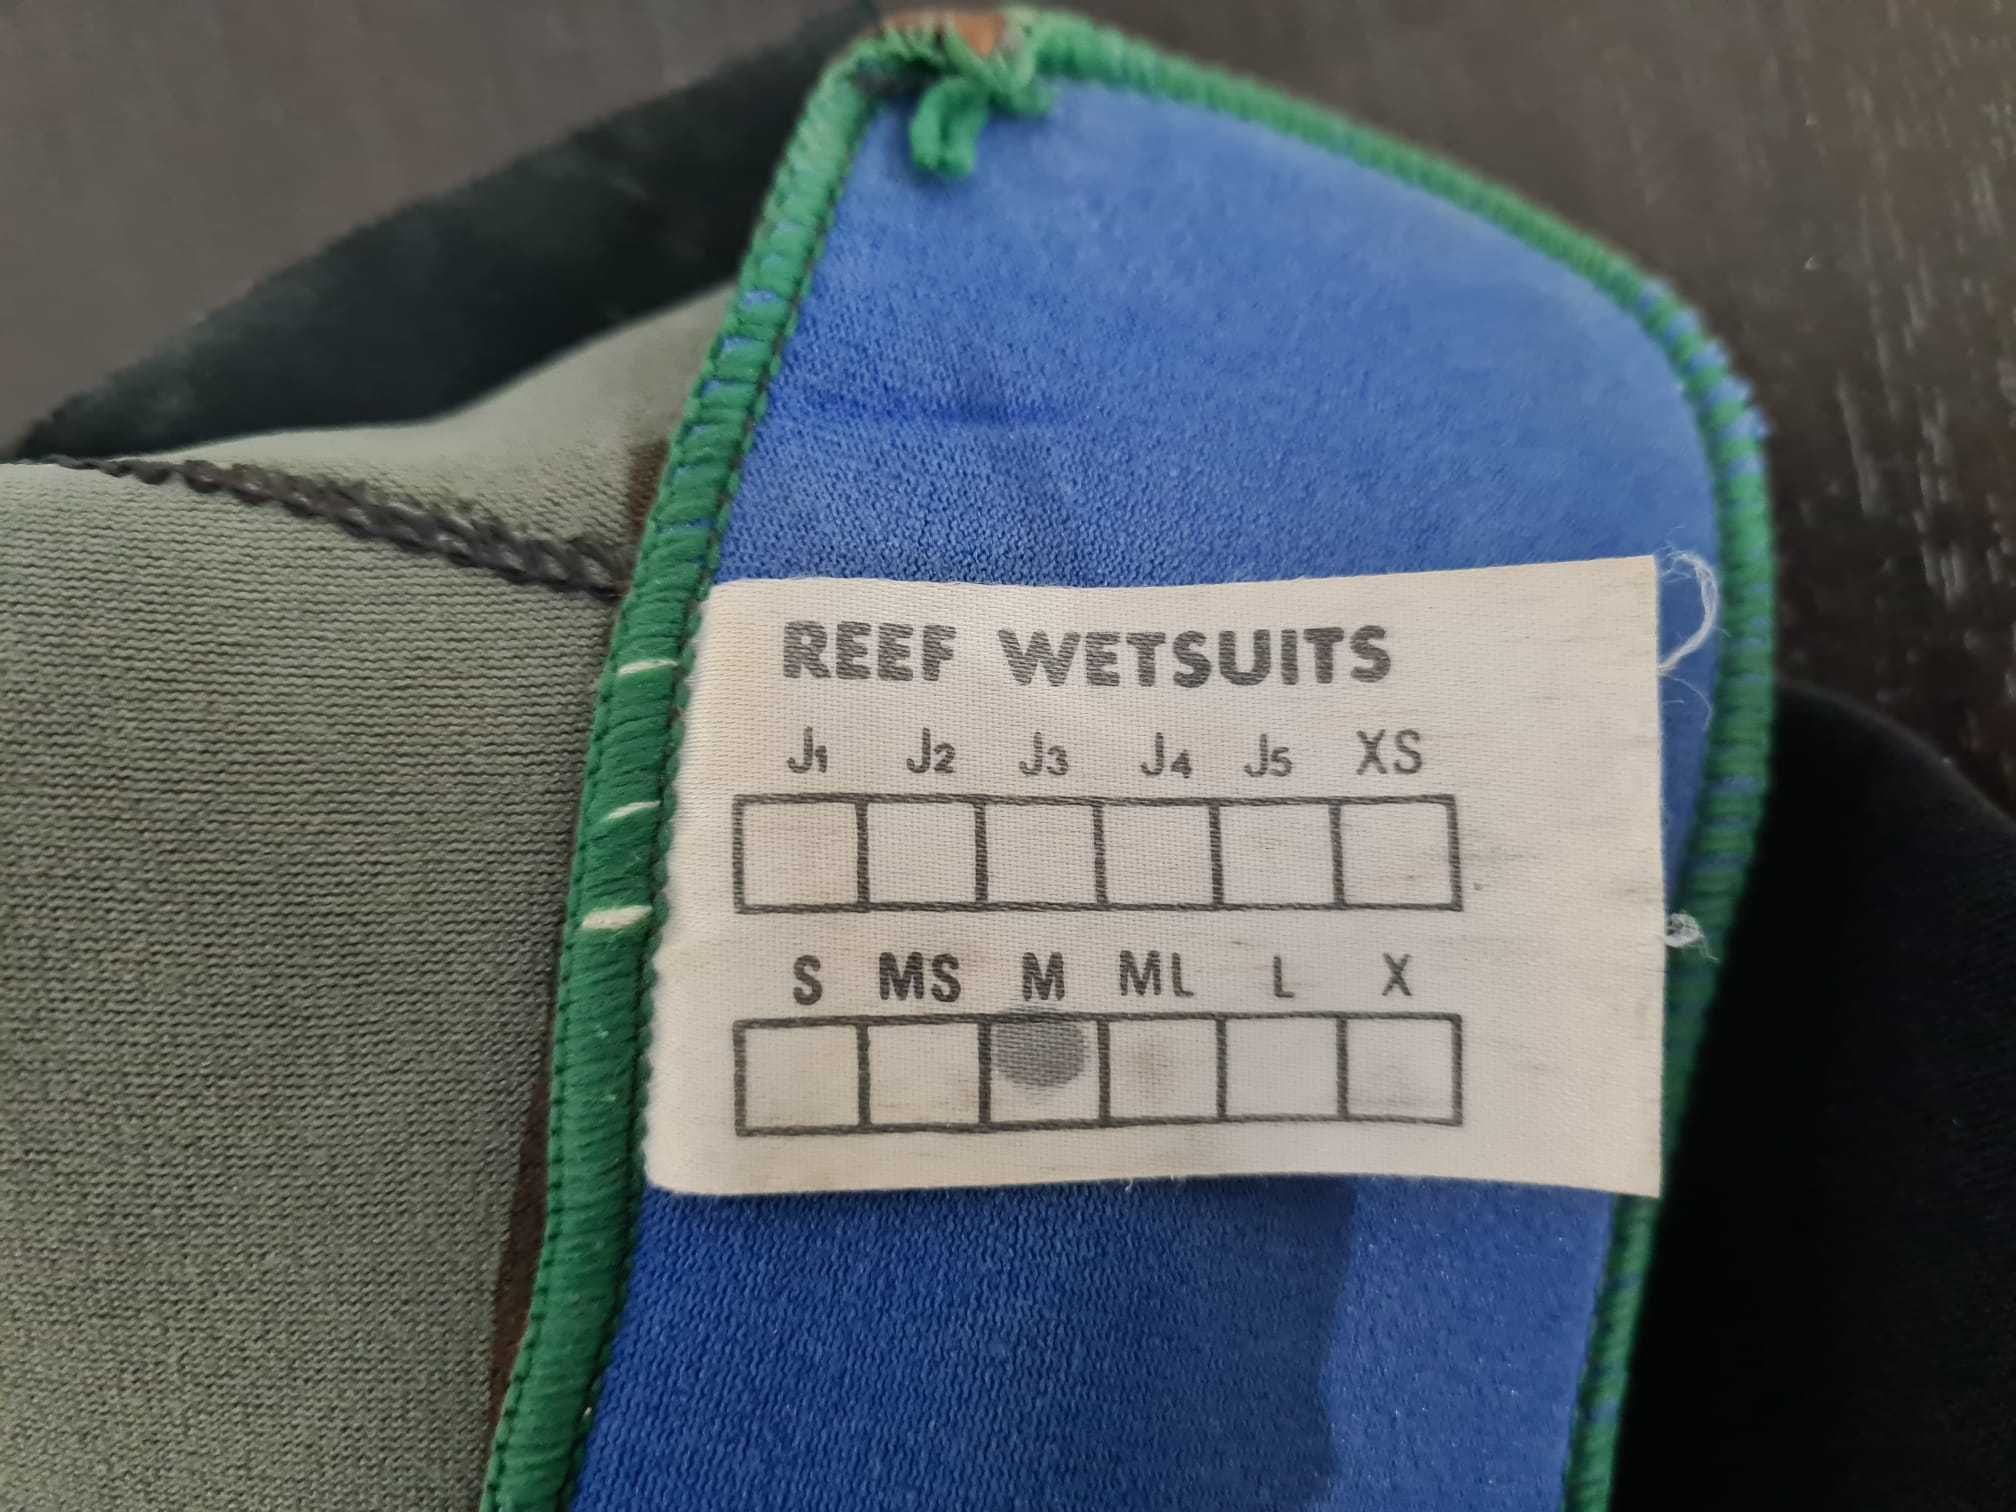 REEF WETSUITS
J1 J2 J3 J4 J5 XS
S MS M ML L X